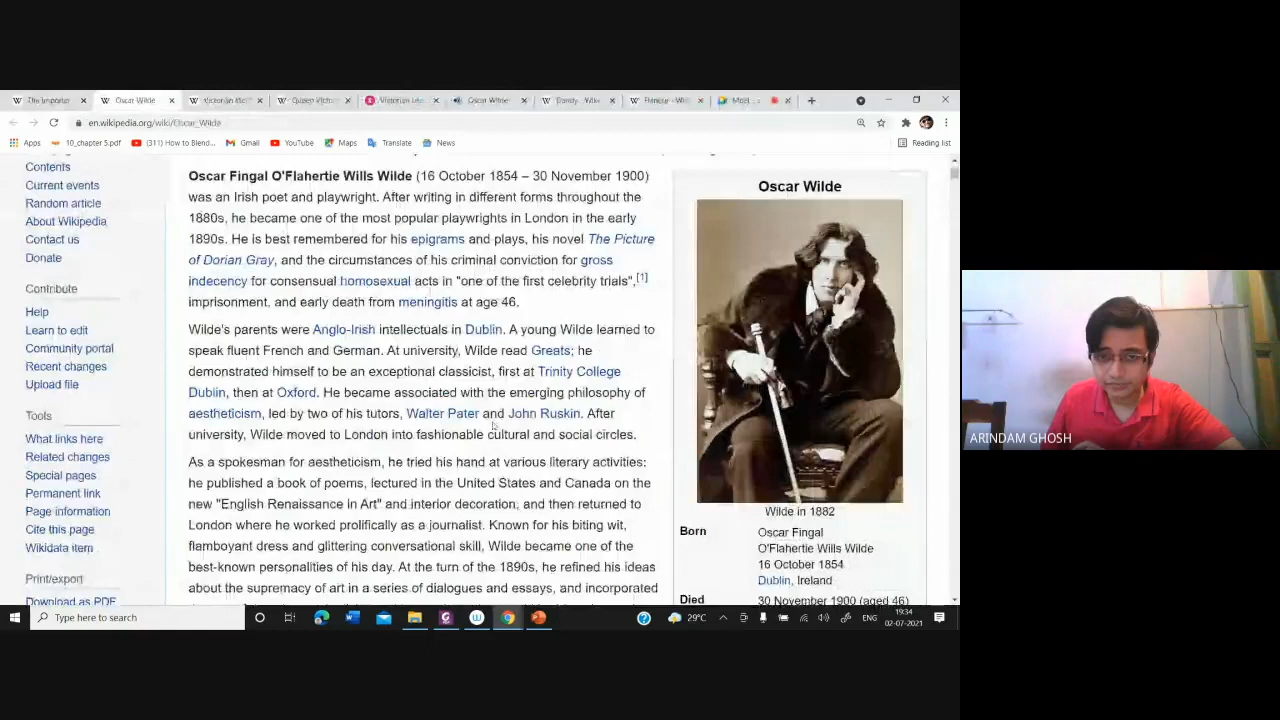 The Importan
Oscar Wilde
Victorian
Queen Victor
Victorian Lite
Oscar Wilde
Dandy - Wiki
Flaneur - Wi
Meet
en.wikipedia.org/wiki/Oscar_Wilde
Apps 10_chapter 5.pdf (311) How to Blend... Gmail YouTube Maps Translate News Reading list
Contents
Current events
Random article
About Wikipedia
Contact us
Donate
Contribute
Help
Learn to edit
Community portal
Recent changes
Upload file
Tools
What links here
Related changes
Special pages
Permanent link
Page information
Cite this page
Wikidata item
Print/export
Download as PDF
Oscar Fingal O'Flahertie Wills Wilde (16 October 1854 – 30 November 1900)
was an Irish poet and playwright. After writing in different forms throughout the
1880s, he became one of the most popular playwrights in London in the early
1890s. He is best remembered for his epigrams and plays, his novel The Picture
of Dorian Gray, and the circumstances of his criminal conviction for gross
indecency for consensual homosexual acts in "one of the first celebrity trials",[1]
imprisonment, and early death from meningitis at age 46.
Wilde's parents were Anglo-Irish intellectuals in Dublin. A young Wilde learned to
speak fluent French and German. At university, Wilde read Greats; he
demonstrated himself to be an exceptional classicist, first at Trinity College
Dublin, then at Oxford. He became associated with the emerging philosophy of
aestheticism, led by two of his tutors, Walter Pater and John Ruskin. After
university, Wilde moved to London into fashionable cultural and social circles.
As a spokesman for aestheticism, he tried his hand at various literary activities:
he published a book of poems, lectured in the United States and Canada on the
new "English Renaissance in Art" and interior decoration, and then returned to
London where he worked prolifically as a journalist. Known for his biting wit,
flamboyant dress and glittering conversational skill, Wilde became one of the
best-known personalities of his day. At the turn of the 1890s, he refined his ideas
about the supremacy of art in a series of dialogues and essays, and incorporated
Oscar Wilde
Wilde in 1882
Born Oscar Fingal
O'Flahertie Wills Wilde
16 October 1854
Dublin, Ireland
Died 30 November 1900 (aged 46)
Type here to search
29°C
ENG
19:34
02-07-2021
ARINDAM GHOSH